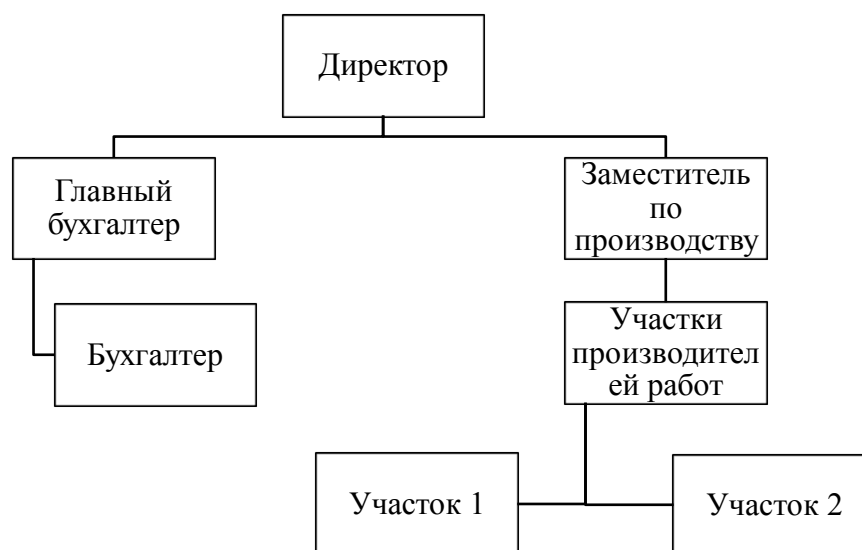 Директор
Главный
бухгалтер
Заместитель
по
производству
Бухгалтер
Участки
производител
ей работ
Участок 1
Участок 2